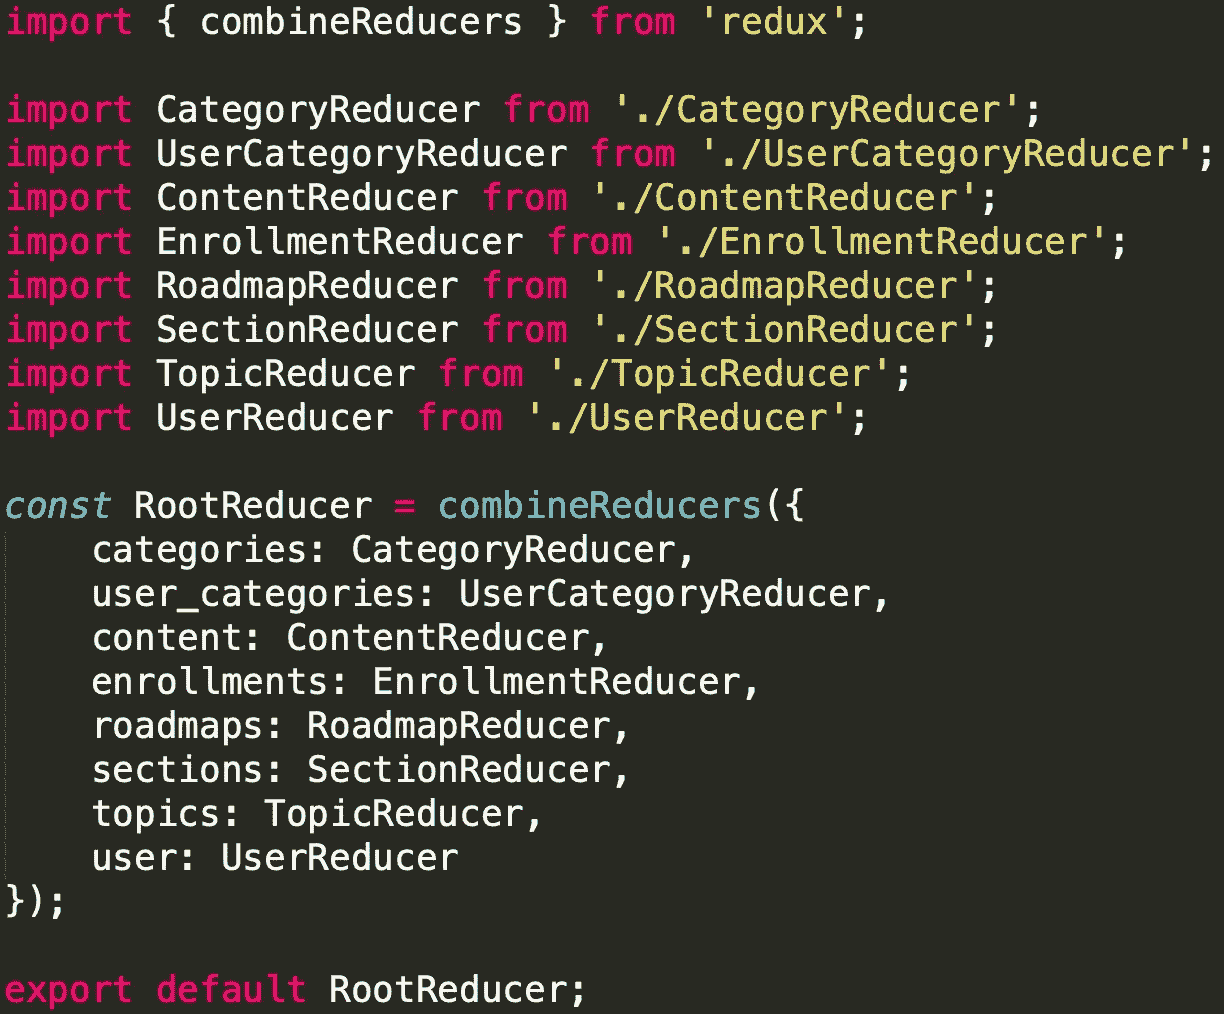 import { combineReducers } from 'redux';

import CategoryReducer from './CategoryReducer';
import UserCategoryReducer from './UserCategoryReducer';
import ContentReducer from './ContentReducer';
import EnrollmentReducer from './EnrollmentReducer';
import RoadmapReducer from './RoadmapReducer';
import SectionReducer from './SectionReducer';
import TopicReducer from './TopicReducer';
import UserReducer from './UserReducer';

const RootReducer = combineReducers({
    categories: CategoryReducer,
    user_categories: UserCategoryReducer,
    content: ContentReducer,
    enrollments: EnrollmentReducer,
    roadmaps: RoadmapReducer,
    sections: SectionReducer,
    topics: TopicReducer,
    user: UserReducer
});

export default RootReducer;